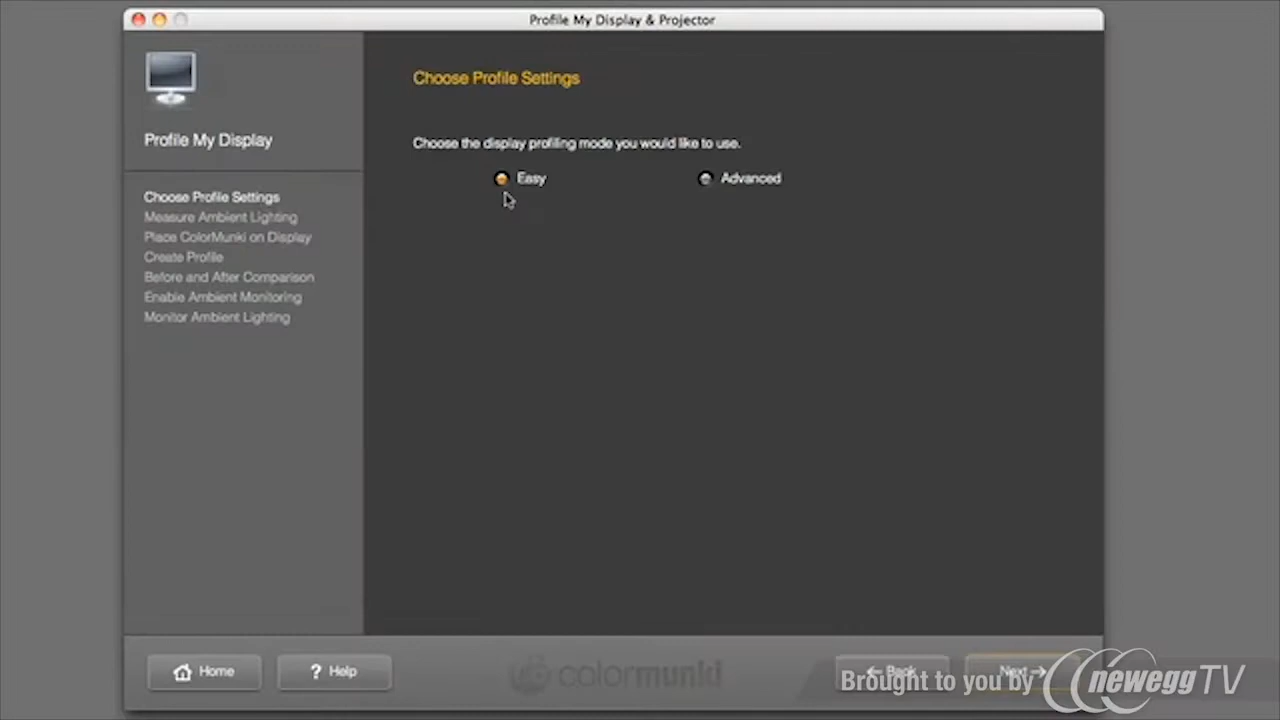 Profile My Display & Projector
Profile My Display
Choose Profile Settings
Measure Ambient Lighting
Place ColorMunki on Display
Create Profile
Before and After Comparison
Enable Ambient Monitoring
Monitor Ambient Lighting
Choose Profile Settings
Choose the display profiling mode you would like to use.
Easy
Advanced
Home
? Help
colormunki
Back
Next
Brought to you by neweggTV